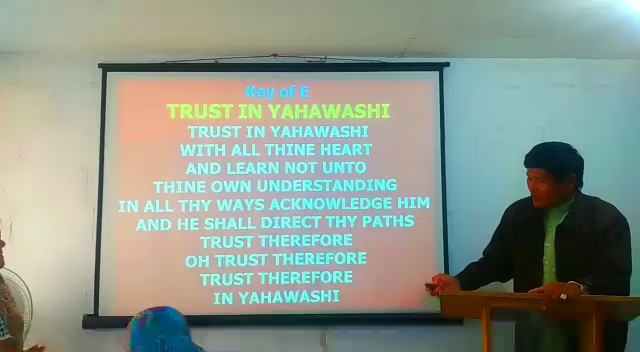 Key of E
TRUST IN YAHAWASHI
TRUST IN YAHAWASHI
WITH ALL THINE HEART
AND LEARN NOT UNTO
THINE OWN UNDERSTANDING
IN ALL THY WAYS ACKNOWLEDGE HIM
AND HE SHALL DIRECT THY PATHS
TRUST THEREFORE
OH TRUST THEREFORE
TRUST THEREFORE
IN YAHAWASHI